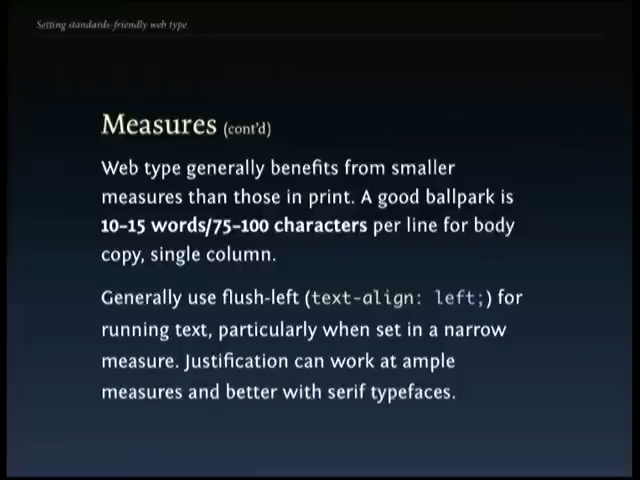 Setting standards-friendly web type
Measures (cont'd)
Web type generally benefits from smaller
measures than those in print. A good ballpark is
10–15 words/75–100 characters per line for body
copy, single column.
Generally use flush-left (text-align: left;) for
running text, particularly when set in a narrow
measure. Justification can work at ample
measures and better with serif typefaces.